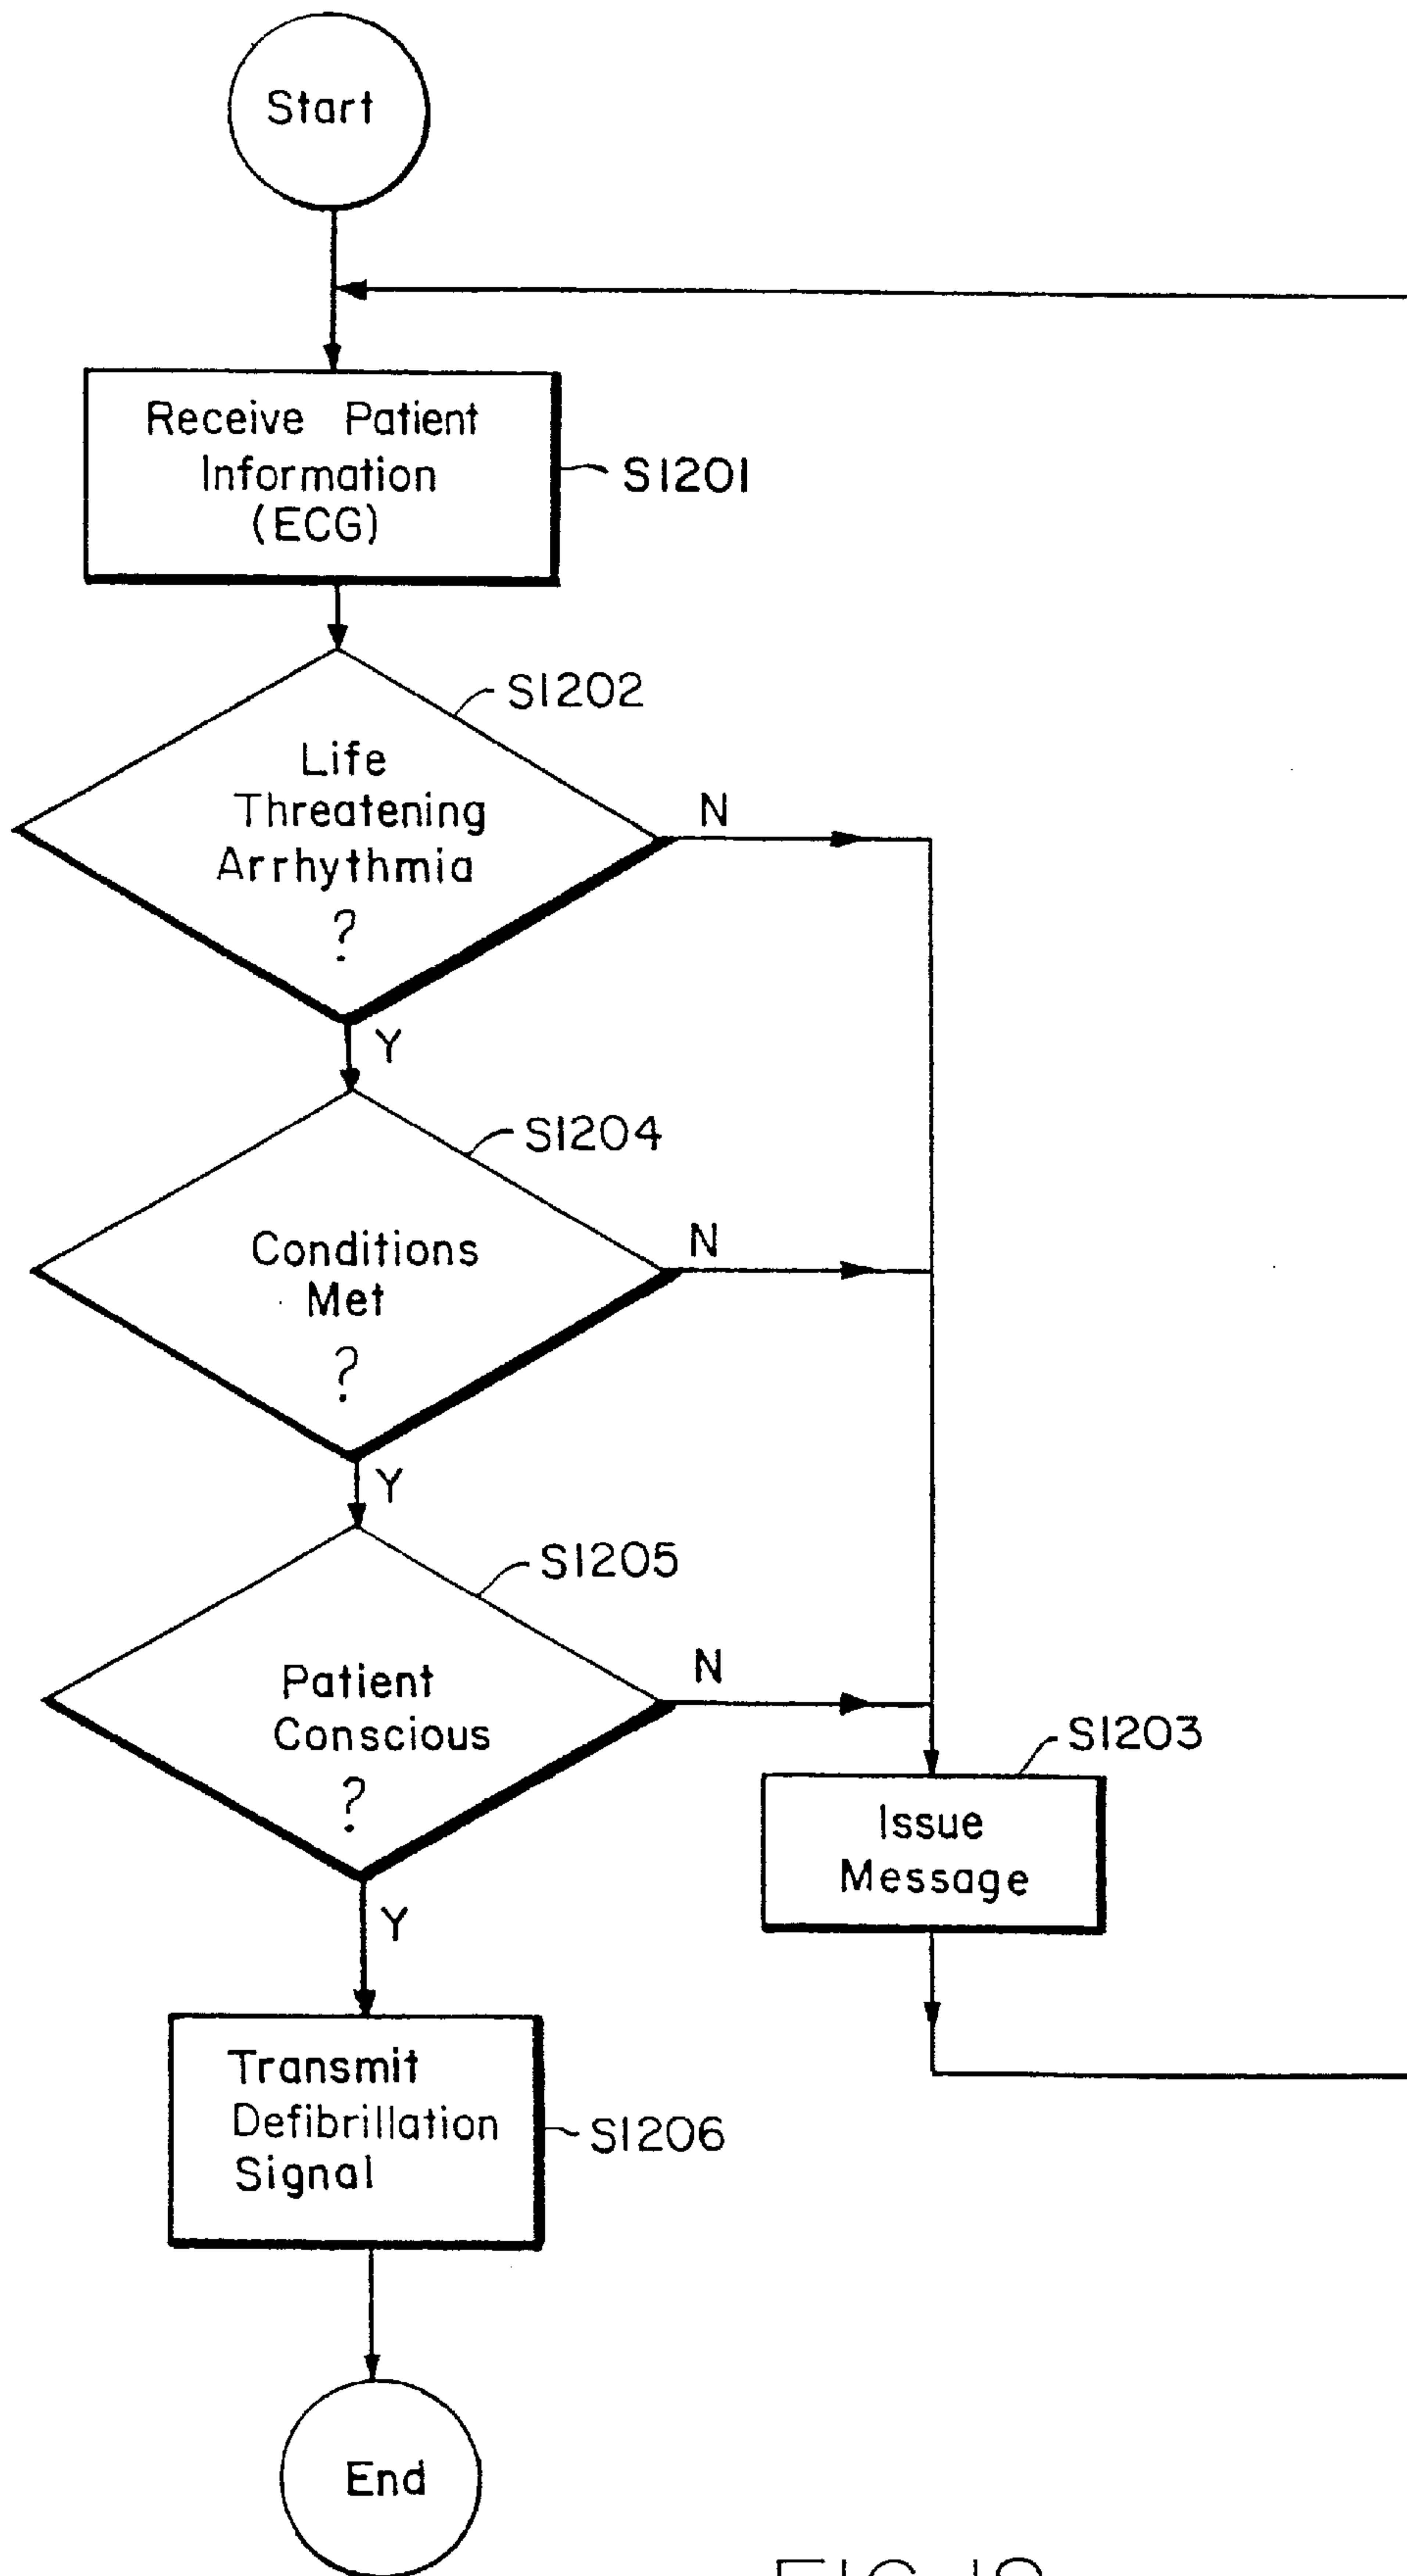 Start
Receive Patient
Information
(ECG)
S1201
S1202
Life
Threatening
Arrhythmia
?
N
Y
S1204
Conditions
Met
?
N
Y
S1205
Patient
Conscious
?
N
Y
S1203
Issue
Message
Transmit
Defibrillation
Signal
S1206
End